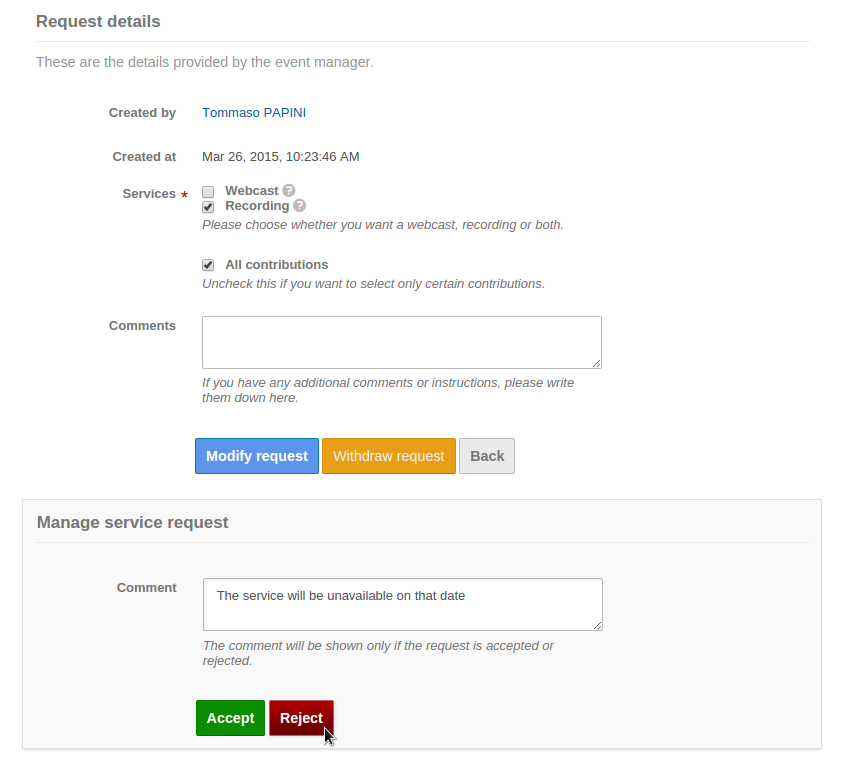 Request details
These are the details provided by the event manager.
Created by Tommaso PAPINI
Created at Mar 26, 2015, 10:23:46 AM
Services * Webcast ?
Recording ?
Please choose whether you want a webcast, recording or both.
All contributions
Uncheck this if you want to select only certain contributions.
Comments
If you have any additional comments or instructions, please write
them down here.
Modify request Withdraw request Back
Manage service request
Comment The service will be unavailable on that date
The comment will be shown only if the request is accepted or
rejected.
Accept Reject